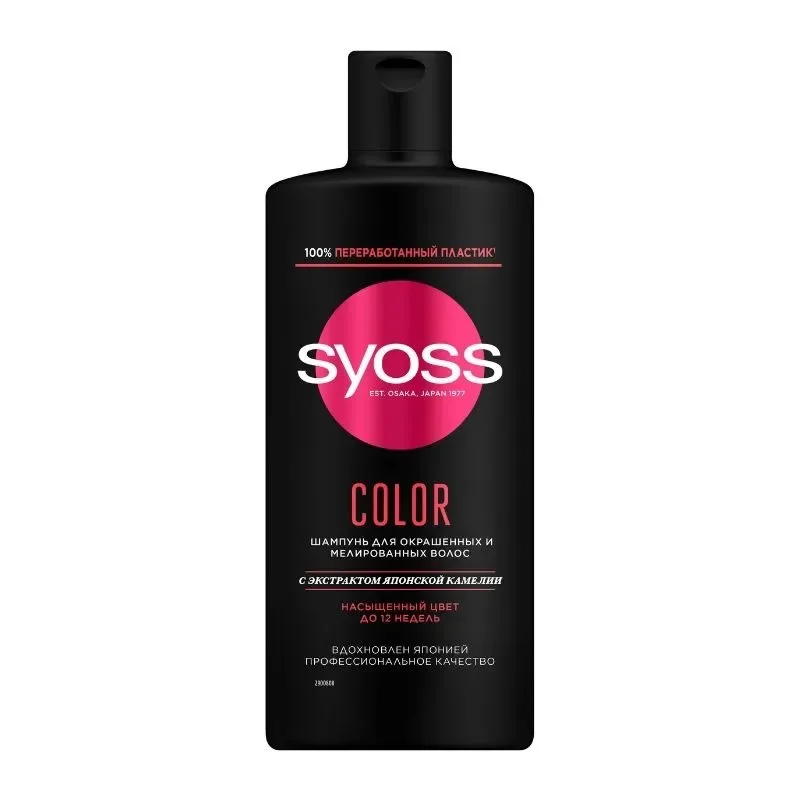 100% ПЕРЕРАБОТАННЫЙ ПЛАСТИК¹
syoss
EST. OSAKA, JAPAN 1977
COLOR
ШАМПУНЬ ДЛЯ ОКРАШЕННЫХ И
МЕЛИРОВАННЫХ ВОЛОС
С ЭКСТРАКТОМ ЯПОНСКОЙ КАМЕЛИИ
НАСЫЩЕННЫЙ ЦВЕТ
ДО 12 НЕДЕЛЬ
ВДОХНОВЛЕН ЯПОНИЕЙ
ПРОФЕССИОНАЛЬНОЕ КАЧЕСТВО
2900608